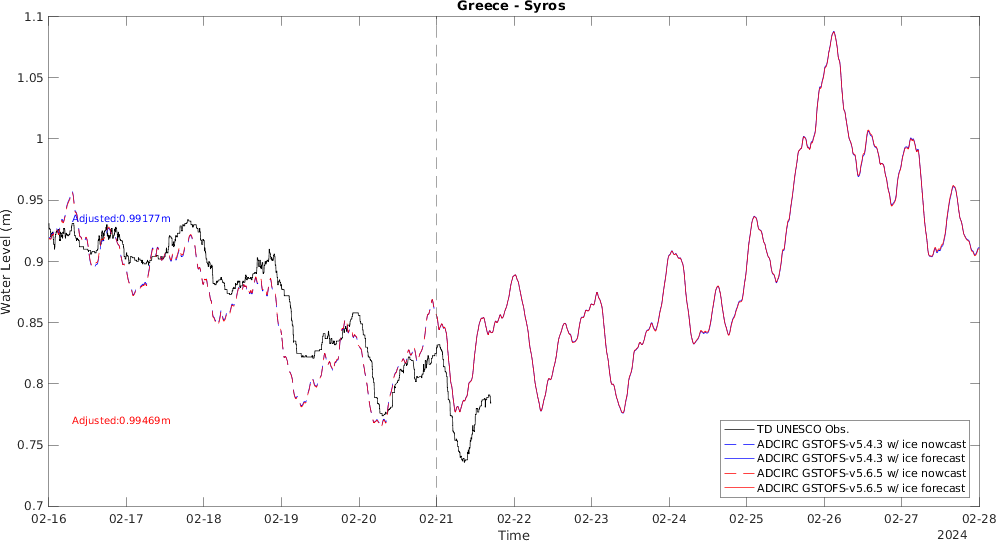 Greece - Syros
1.1
1.05
1
0.95
0.9
0.85
0.8
0.75
0.7
Water Level (m)
Adjusted:0.99177m
Adjusted:0.99469m
TD UNESCO Obs.
ADCIRC GSTOFS-v5.4.3 w/ ice nowcast
ADCIRC GSTOFS-v5.4.3 w/ ice forecast
ADCIRC GSTOFS-v5.6.5 w/ ice nowcast
ADCIRC GSTOFS-v5.6.5 w/ ice forecast
02-16 02-17 02-18 02-19 02-20 02-21 02-22 02-23 02-24 02-25 02-26 02-27 02-28
Time
2024